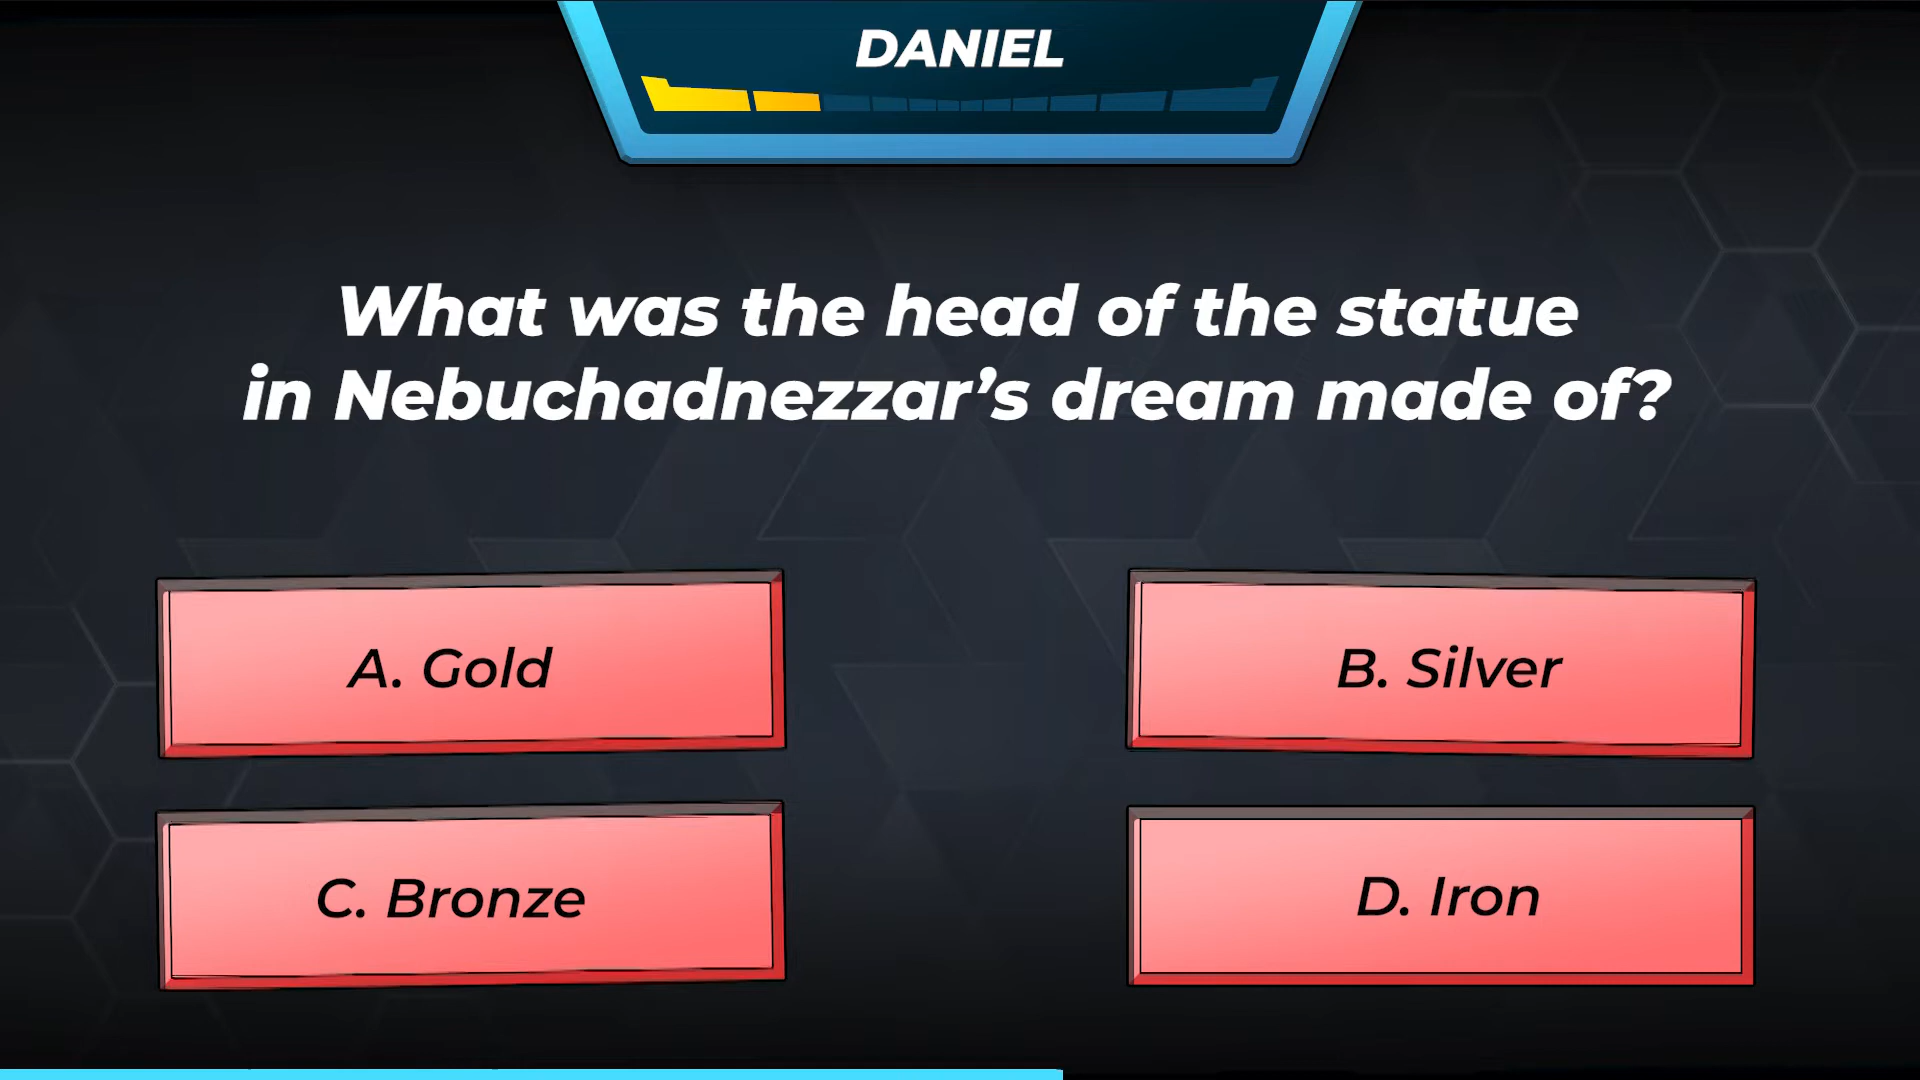 DANIEL
What was the head of the statue
in Nebuchadnezzar’s dream made of?
A. Gold
B. Silver
C. Bronze
D. Iron